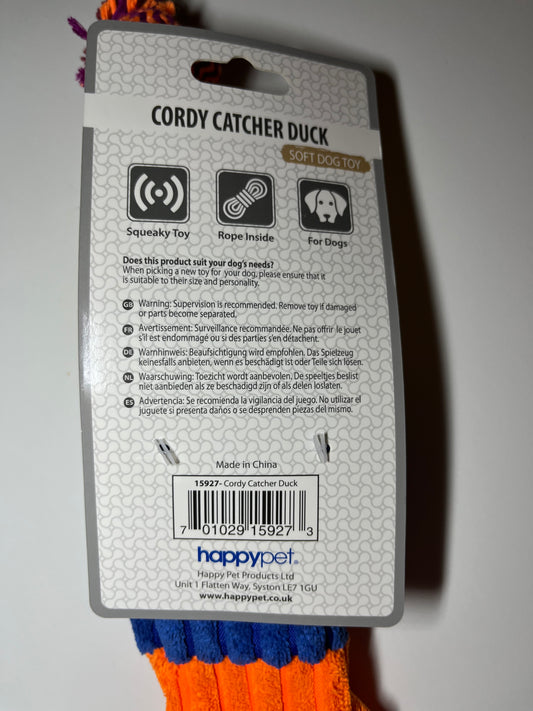 CORDY CATCHER DUCK
SOFT DOG TOY
Squeaky Toy
Rope Inside
For Dogs
Does this product suit your dog's needs?
When picking a new toy for your dog, please ensure that it
is suitable to their size and personality.
GB Warning: Supervision is recommended. Remove toy if damaged
or parts become separated.
FR Avertissement: Surveillance recommandée. Ne pas offrir le jouet
s'il est endommagé ou si des parties s'en détachent.
DE Warnhinweis: Beaufsichtigung wird empfohlen. Das Spielzeug
keinesfalls anbieten, wenn es beschädigt ist oder Teile sich lösen.
NL Waarschuwing: Toezicht wordt aanbevolen. De speeltjes beslist
niet aanbieden als ze beschadigd zijn of als delen loslaten.
ES Advertencia: Se recomienda la vigilancia del juego. No utilizar el
juguete si presenta daños o se desprenden piezas del mismo.
Made in China
15927- Cordy Catcher Duck
7 01029 15927 3
happypet®
Happy Pet Products Ltd
Unit 1 Flatten Way, Syston LE7 1GU
www.happypet.co.uk